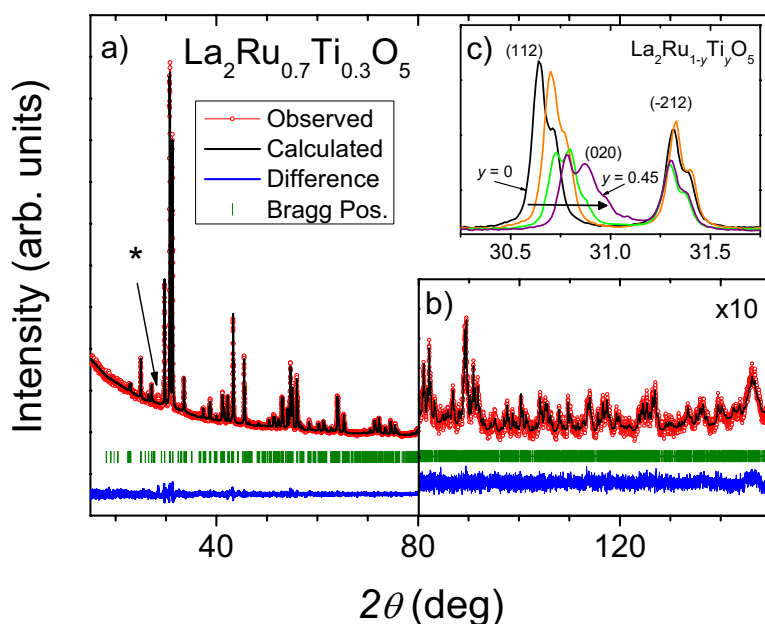 a)
La₂Ru₀.₇Ti₀.₃O₅
Observed
Calculated
Difference
Bragg Pos.
*
c)
(112)
La₂Ru₁₋yTiyO₅
(-212)
(020)
y = 0
y = 0.45
30.5 31.0 31.5
b)
x10
Intensity (arb. units)
40 80 120
2θ (deg)